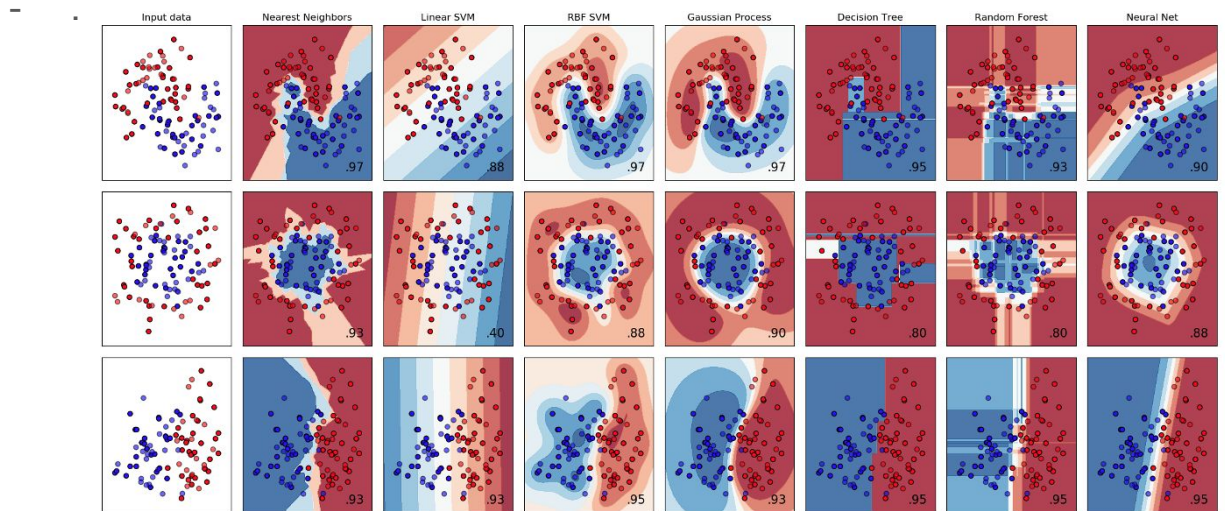 Input data Nearest Neighbors Linear SVM RBF SVM Gaussian Process Decision Tree Random Forest Neural Net
.97 .88 .97 .97 .95 .93 .90
.93 .40 .88 .90 .80 .80 .88
.93 .93 .95 .93 .95 .95 .95